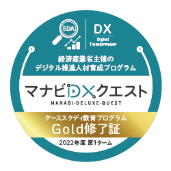 EDA
DX
Digital
Transformation
経済産業省主催の
デジタル推進人材育成プログラム
マナビDXクエスト
MANABI-DELUXE-QUEST
ケーススタディ教育プログラム
Gold修了証
2022年度 第1ターム